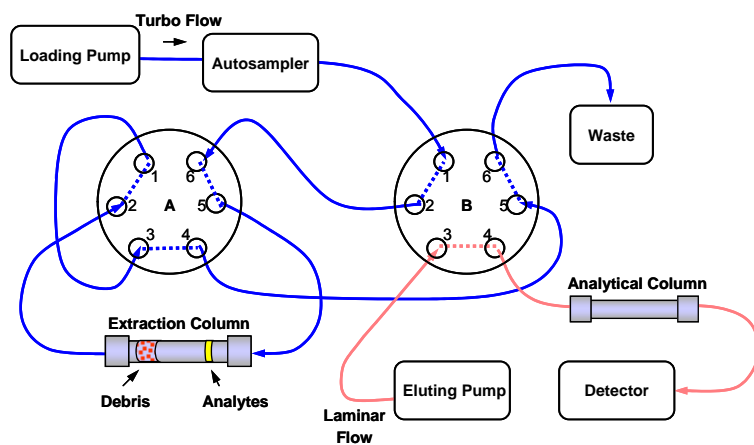 Turbo Flow
Loading Pump
Autosampler
Waste
1
6
2
A
5
3
4
1
6
2
B
5
3
4
Extraction Column
Analytical Column
Debris
Analytes
Laminar
Flow
Eluting Pump
Detector